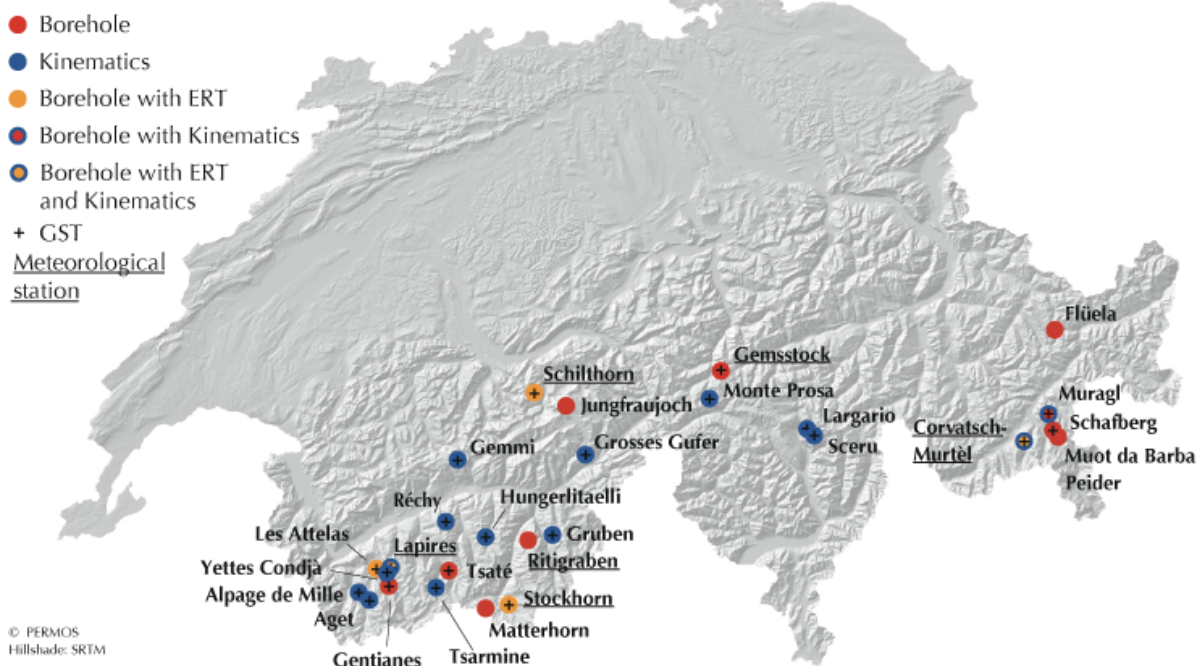 Borehole
Kinematics
Borehole with ERT
Borehole with Kinematics
Borehole with ERT
and Kinematics
+ GST
Meteorological
station
Flüela
Gemsstock
Schilthorn
Monte Prosa
Muragl
Jungfraujoch
Largario
Schafberg
Corvatsch-
Murtèl
Grosses Gufer
Gemmi
Sceru
Muot da Barba
Peider
Hungerlitaelli
Réchy
Les Attelas
Gruben
Lapires
Ritigraben
Yettes Condjà
Tsaté
Alpage de Mille
Stockhorn
Aget
Matterhorn
Gentianes
Tsarmine
© PERMOS
Hillshade: SRTM